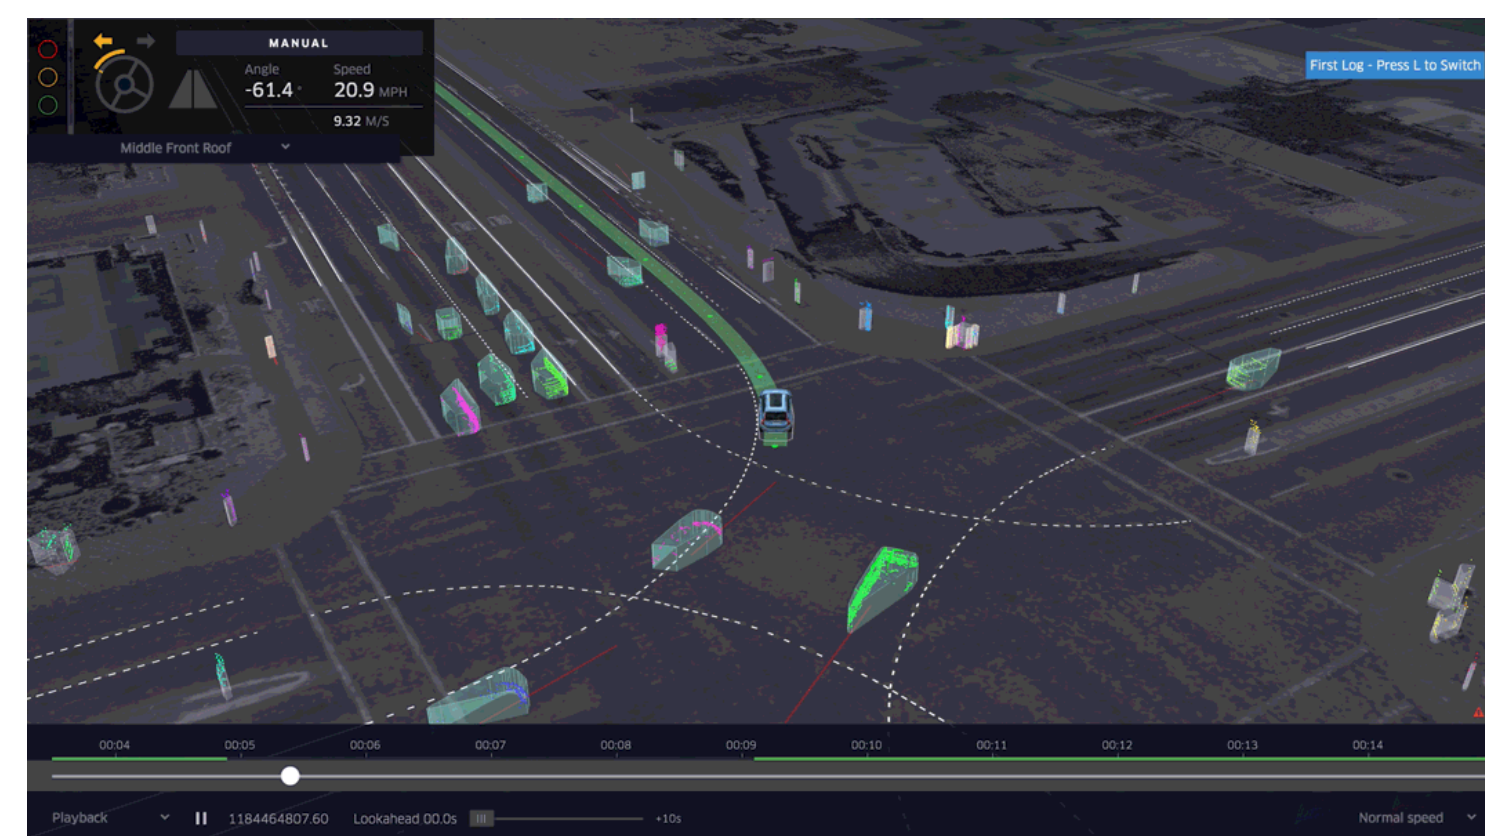 MANUAL
Angle Speed
-61.4 ° 20.9 MPH
9.32 M/S
Middle Front Roof
First Log - Press L to Switch
00:04 00:05 00:06 00:07 00:08 00:09 00:10 00:11 00:12 00:13 00:14
Playback 1184464807.60 Lookahead 00.0s +10s Normal speed